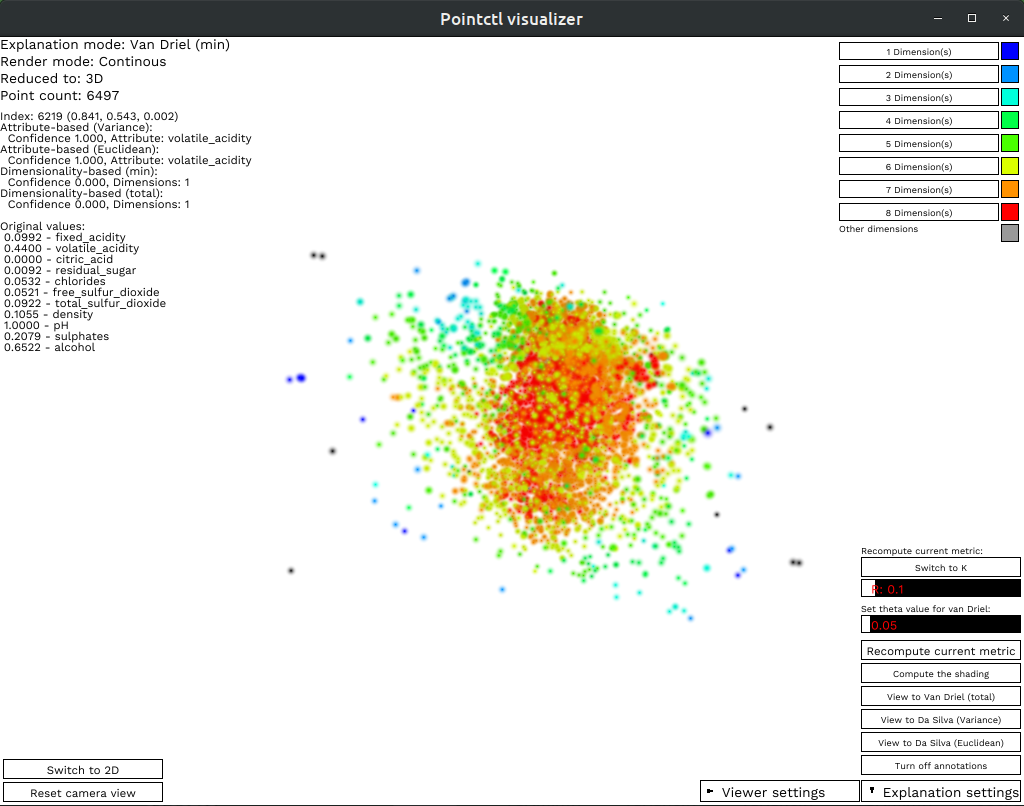 Pointctl visualizer
Explanation mode: Van Driel (min)
Render mode: Continous
Reduced to: 3D
Point count: 6497
Index: 6219 (0.841, 0.543, 0.002)
Attribute-based (Variance):
Confidence 1.000, Attribute: volatile_acidity
Attribute-based (Euclidean):
Confidence 1.000, Attribute: volatile_acidity
Dimensionality-based (min):
Confidence 0.000, Dimensions: 1
Dimensionality-based (total):
Confidence 0.000, Dimensions: 1
Original values:
0.0992 - fixed_acidity
0.4400 - volatile_acidity
0.0000 - citric_acid
0.0092 - residual_sugar
0.0532 - chlorides
0.0521 - free_sulfur_dioxide
0.0922 - total_sulfur_dioxide
0.1055 - density
1.0000 - pH
0.2079 - sulphates
0.6522 - alcohol
1 Dimension(s)
2 Dimension(s)
3 Dimension(s)
4 Dimension(s)
5 Dimension(s)
6 Dimension(s)
7 Dimension(s)
8 Dimension(s)
Other dimensions
Recompute current metric:
Switch to K
R: 0.1
Set theta value for van Driel:
0.05
Recompute current metric
Compute the shading
View to Van Driel (total)
View to Da Silva (Variance)
View to Da Silva (Euclidean)
Turn off annotations
Switch to 2D
Reset camera view
Viewer settings
Explanation settings